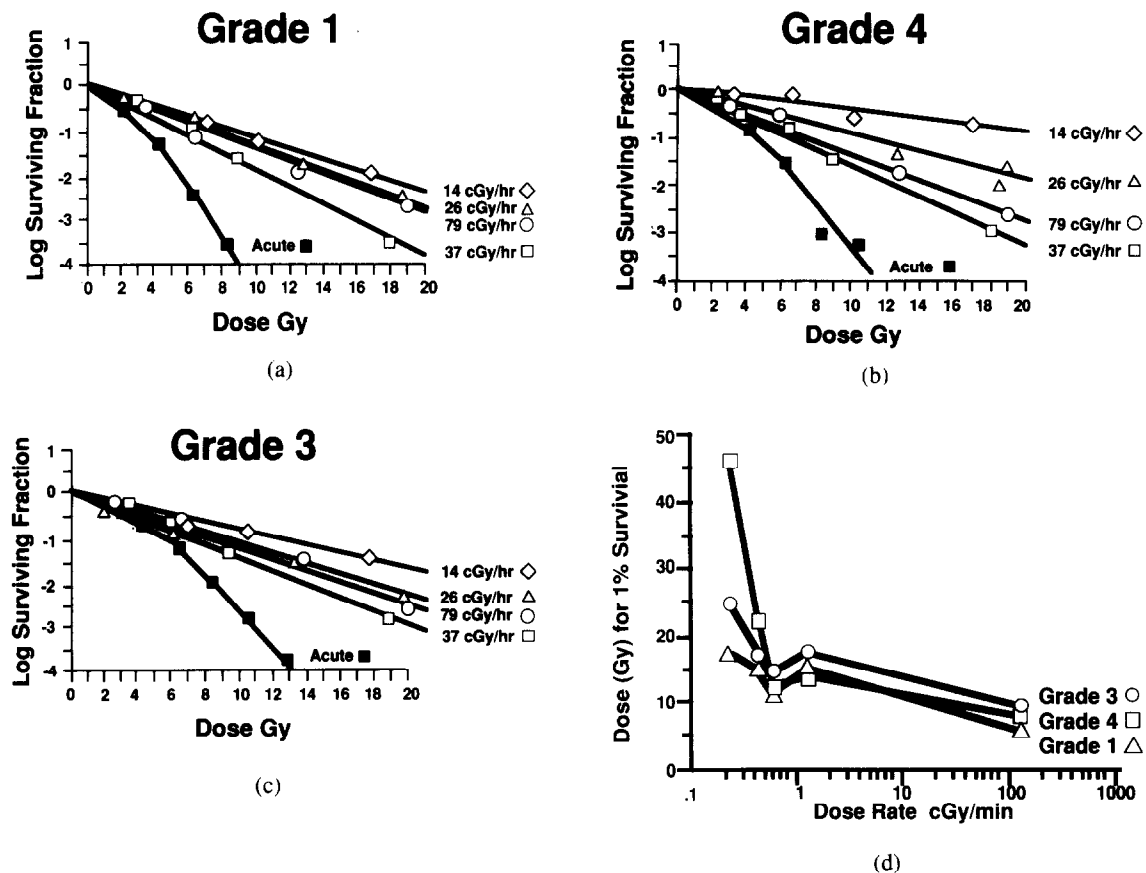 (a)
Grade 1
Log Surviving Fraction
1
0
-1
-2
-3
-4
14 cGy/hr
26 cGy/hr
79 cGy/hr
37 cGy/hr
Acute
0 2 4 6 8 10 12 14 16 18 20
Dose Gy
(a)
(b)
Grade 4
Log Surviving Fraction
1
0
-1
-2
-3
-4
14 cGy/hr
26 cGy/hr
79 cGy/hr
37 cGy/hr
Acute
0 2 4 6 8 10 12 14 16 18 20
Dose Gy
(b)
Grade 3
Log Surviving Fraction
1
0
-1
-2
-3
-4
14 cGy/hr
26 cGy/hr
79 cGy/hr
37 cGy/hr
Acute
0 2 4 6 8 10 12 14 16 18 20
Dose Gy
(c)
Dose (Gy) for 1% Survivial
50
40
30
20
10
0
Grade 3
Grade 4
Grade 1
.1 1 10 100 1000
Dose Rate cGy/min
(d)